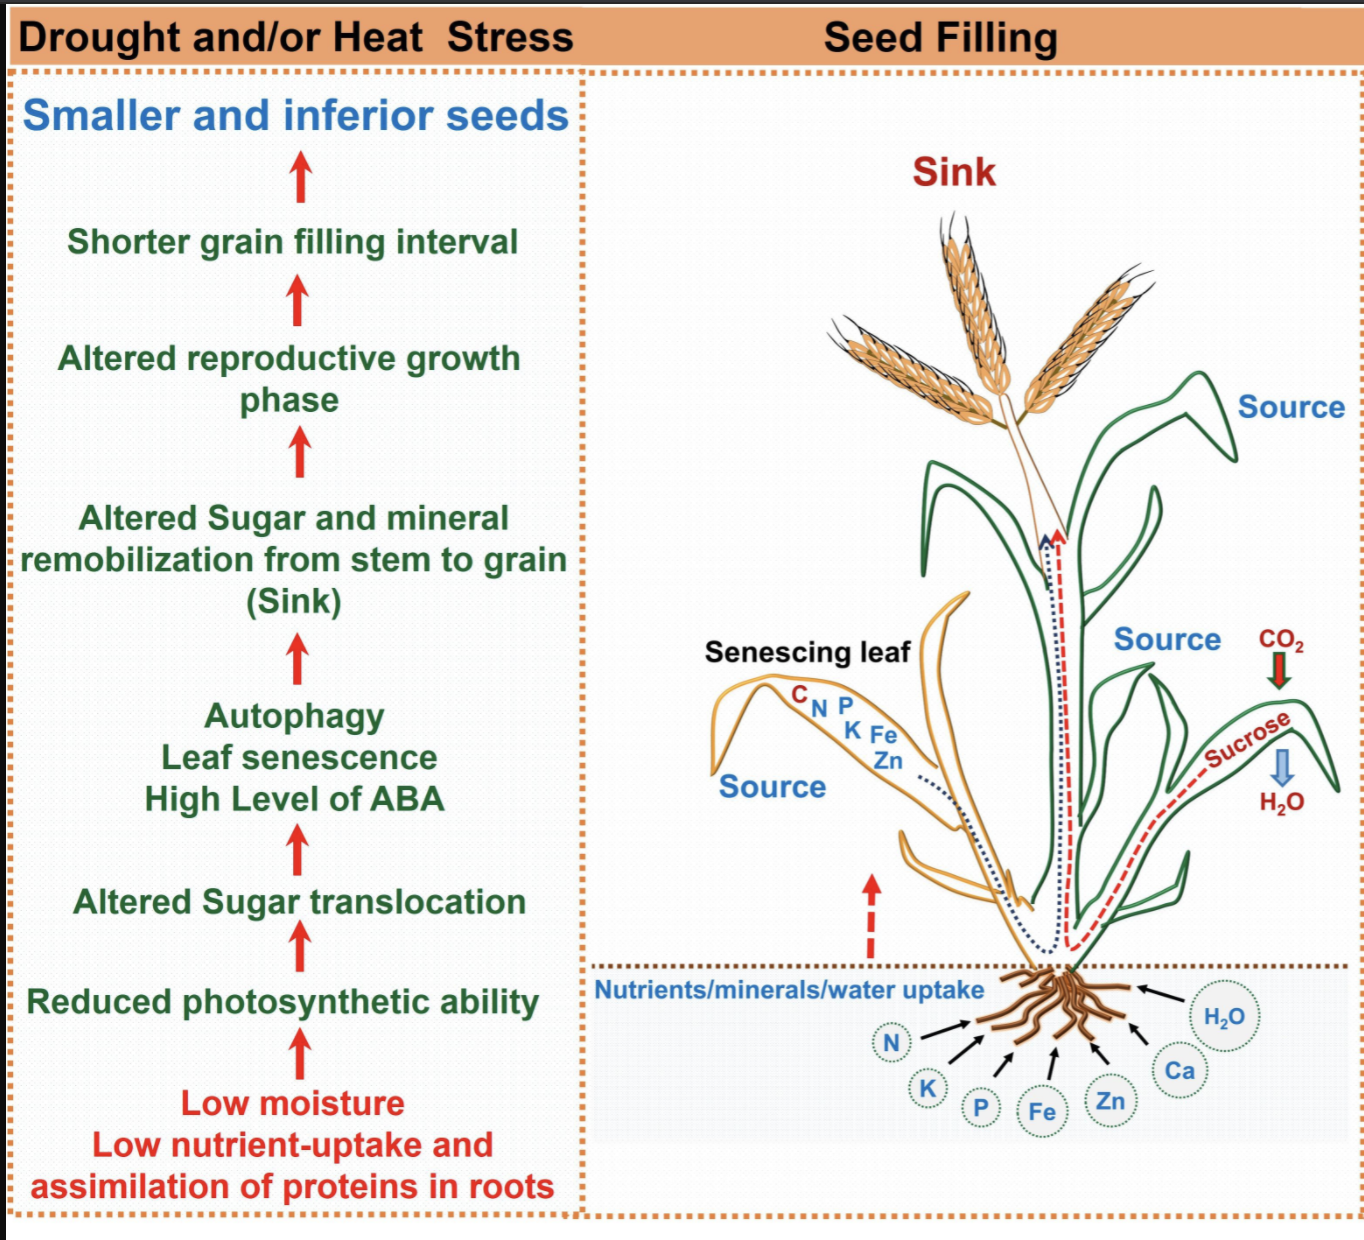 Drought and/or Heat Stress
Smaller and inferior seeds
Shorter grain filling interval
Altered reproductive growth
phase
Altered Sugar and mineral
remobilization from stem to grain
(Sink)
Autophagy
Leaf senescence
High Level of ABA
Altered Sugar translocation
Reduced photosynthetic ability
Low moisture
Low nutrient-uptake and
assimilation of proteins in roots
Seed Filling
Sink
Source
Source
CO₂
Senescing leaf
C
N P
K Fe
Zn
Source
Sucrose
H₂O
Nutrients/minerals/water uptake
N
K
P
Fe
Zn
Ca
H₂O